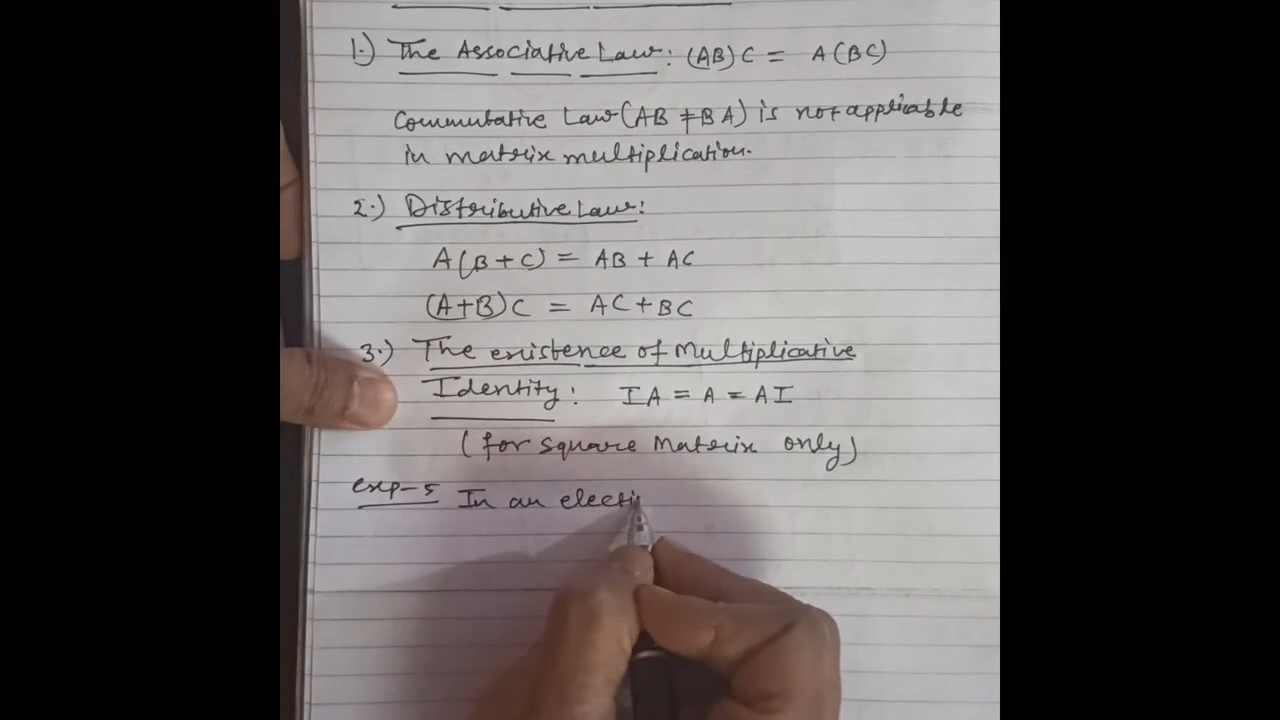 1.) The Associative Law: (AB)C = A(BC)
Commutative Law (AB ≠ BA) is not applicable
in matrix multiplication.
2.) Distributive Law:
A(B+C) = AB + AC
(A+B)C = AC + BC
3.) The existence of Multiplicative
Identity: IA = A = AI
(for square Matrix only)
exp-5 In an electi